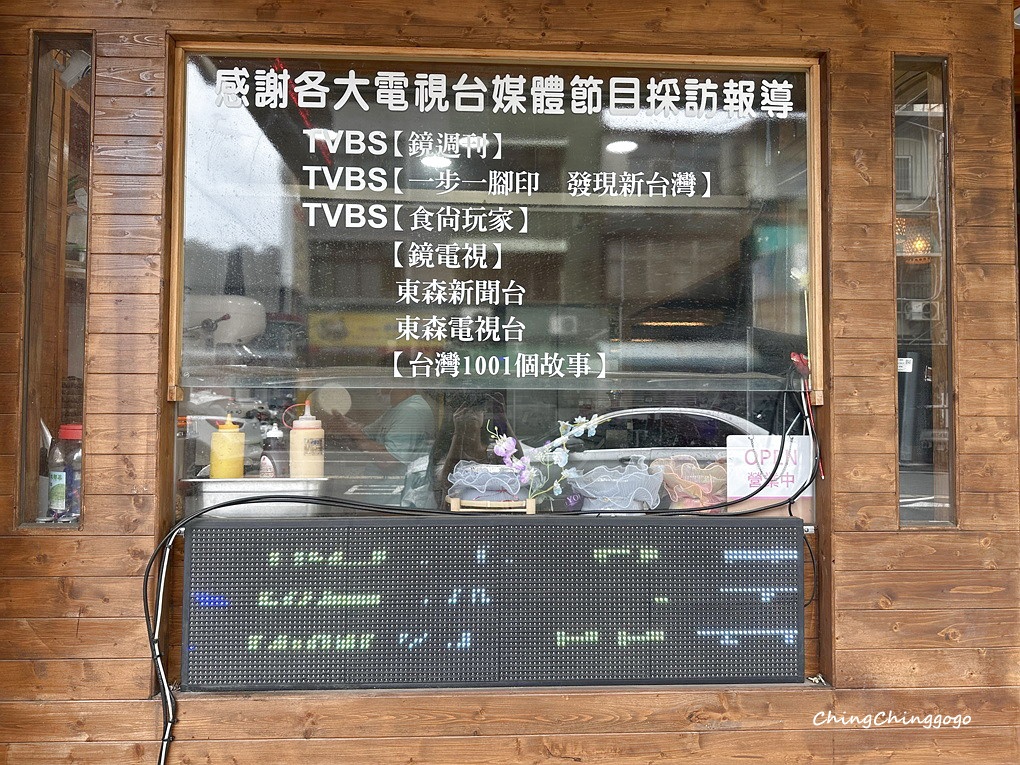 感謝各大電視台媒體節目採訪報導
TVBS【鏡週刊】
TVBS【一步一腳印　發現新台灣】
TVBS【食尚玩家】
【鏡電視】
東森新聞台
東森電視台
【台灣1001個故事】
OPEN
營業中
ChingChinggogo